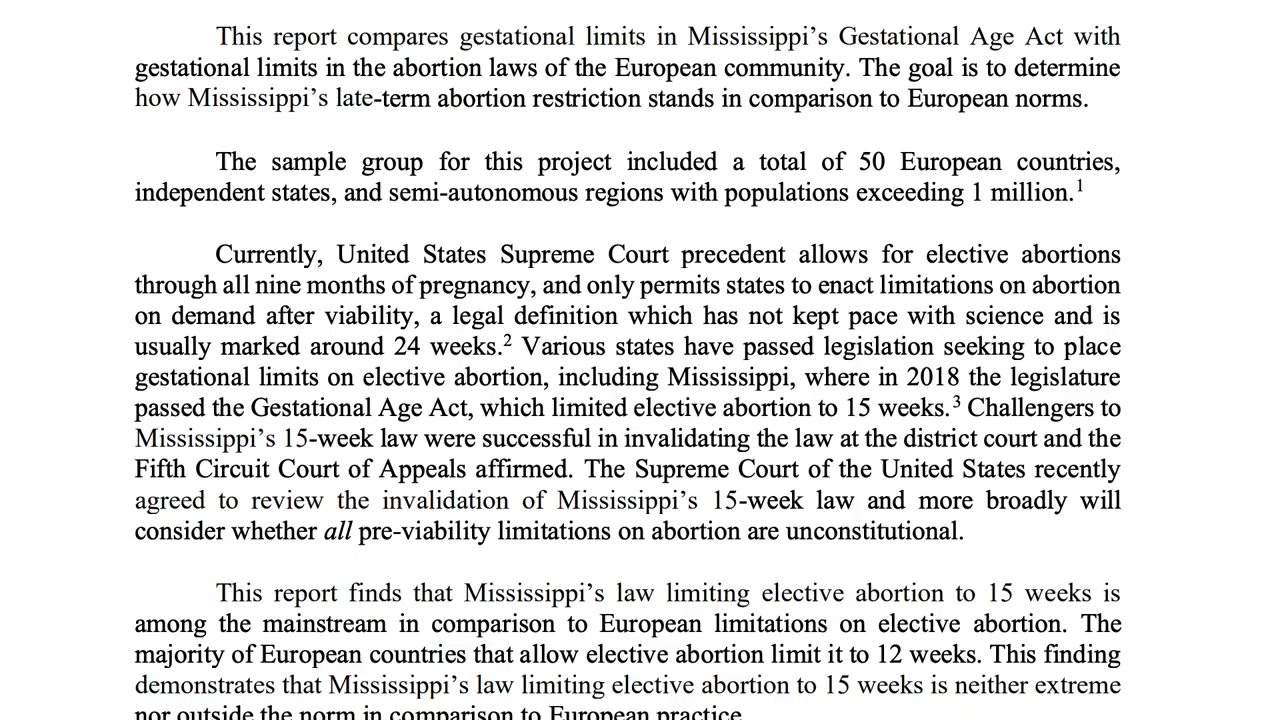 This report compares gestational limits in Mississippi’s Gestational Age Act with
gestational limits in the abortion laws of the European community. The goal is to determine
how Mississippi’s late-term abortion restriction stands in comparison to European norms.
The sample group for this project included a total of 50 European countries,
independent states, and semi-autonomous regions with populations exceeding 1 million.1
Currently, United States Supreme Court precedent allows for elective abortions
through all nine months of pregnancy, and only permits states to enact limitations on abortion
on demand after viability, a legal definition which has not kept pace with science and is
usually marked around 24 weeks.2 Various states have passed legislation seeking to place
gestational limits on elective abortion, including Mississippi, where in 2018 the legislature
passed the Gestational Age Act, which limited elective abortion to 15 weeks.3 Challengers to
Mississippi’s 15-week law were successful in invalidating the law at the district court and the
Fifth Circuit Court of Appeals affirmed. The Supreme Court of the United States recently
agreed to review the invalidation of Mississippi’s 15-week law and more broadly will
consider whether all pre-viability limitations on abortion are unconstitutional.
This report finds that Mississippi’s law limiting elective abortion to 15 weeks is
among the mainstream in comparison to European limitations on elective abortion. The
majority of European countries that allow elective abortion limit it to 12 weeks. This finding
demonstrates that Mississippi’s law limiting elective abortion to 15 weeks is neither extreme
nor outside the norm in comparison to European practice.